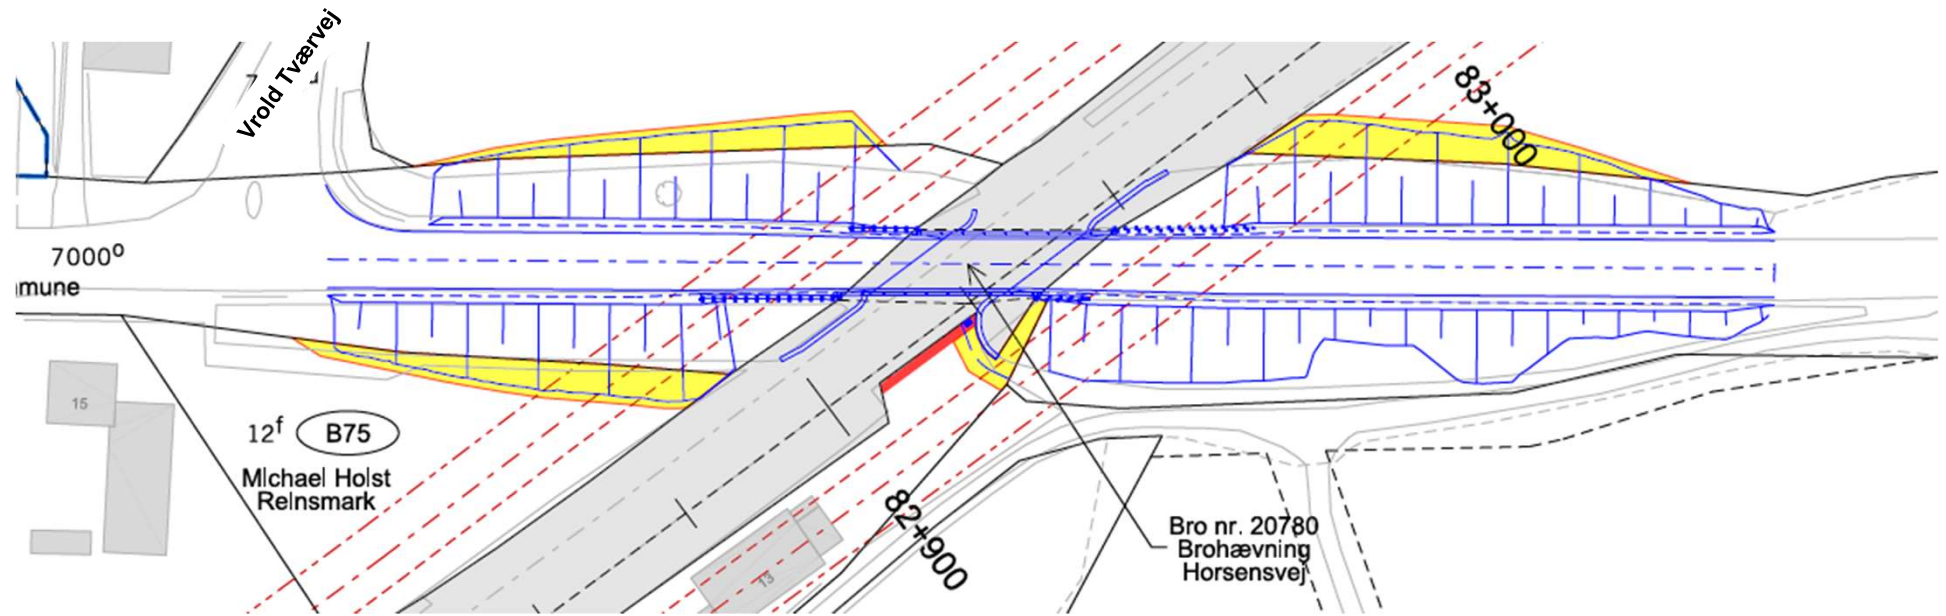 Vrold Tværvej
83+000
7000º
mune
15
12f
B75
Michael Holst
Reinsmark
82+900
13
Bro nr. 20780
Brohævning
Horsensvej